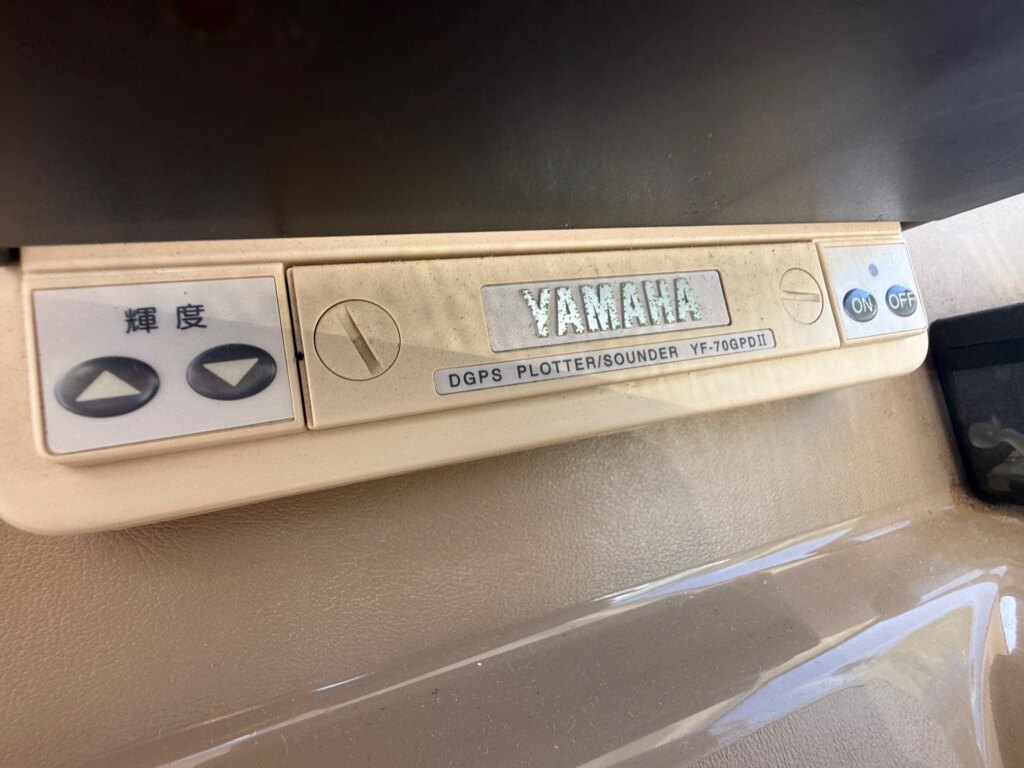 輝度
YAMAHA
DGPS PLOTTER/SOUNDER YF-70GPDII
ON OFF